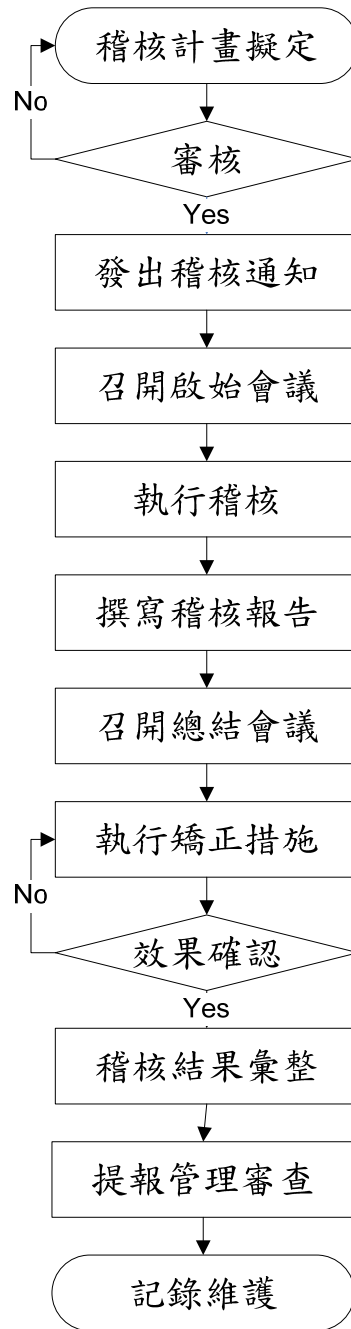 稽核計畫擬定
No
審核
Yes
發出稽核通知
召開啟始會議
執行稽核
撰寫稽核報告
召開總結會議
執行矯正措施
No
效果確認
Yes
稽核結果彙整
提報管理審查
記錄維護